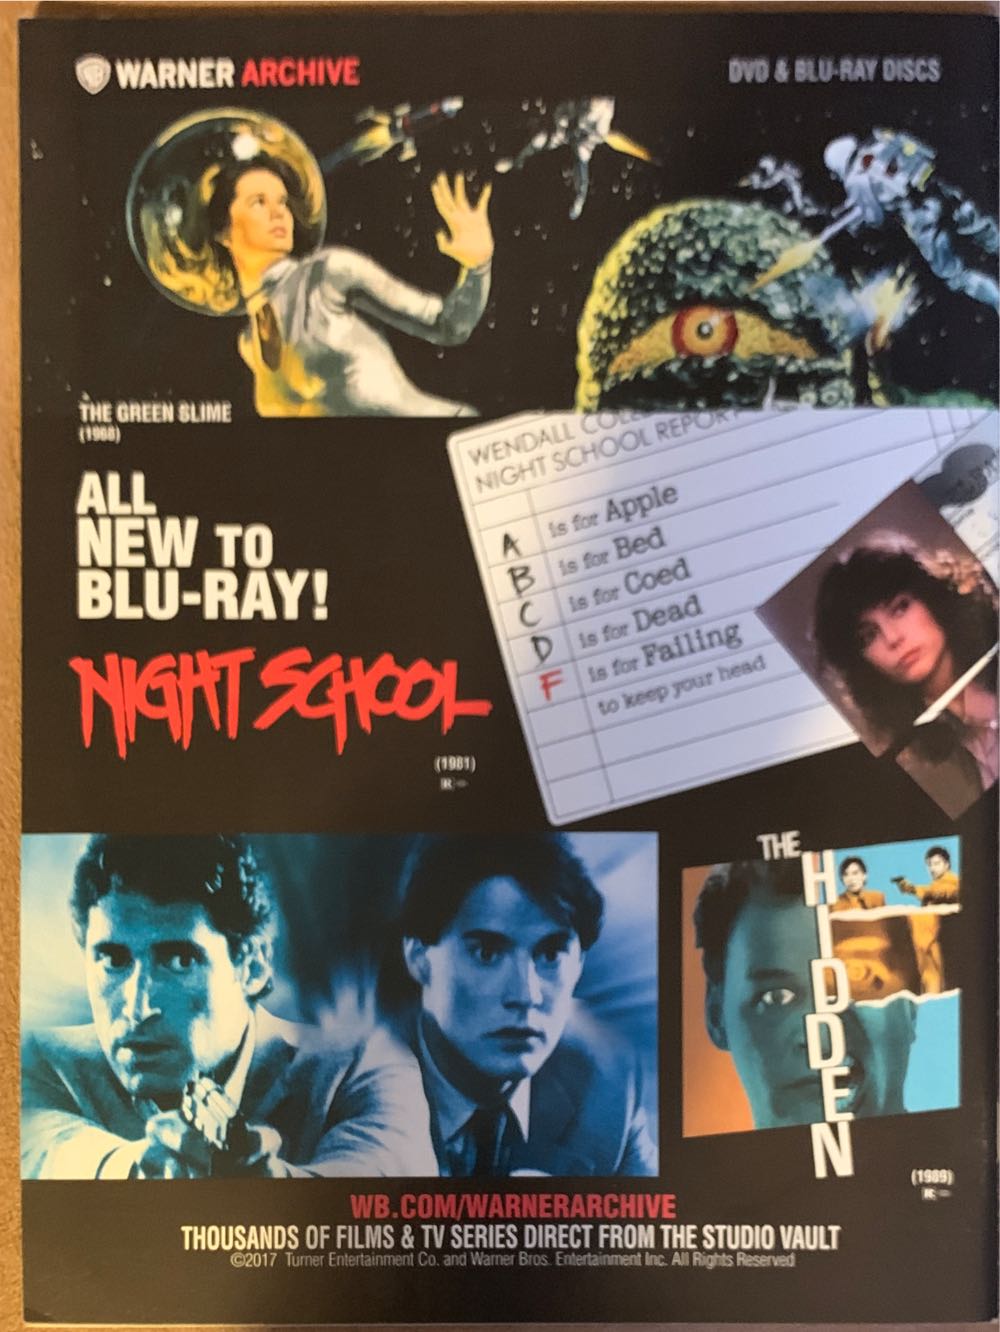 WB WARNER ARCHIVE
DVD & BLU-RAY DISCS
THE GREEN SLIME
(1968)
ALL
NEW TO
BLU-RAY!
WENDALL
NIGHT SCHOOL REPORT
A is for Apple
B is for Bed
C is for Coed
D is for Dead
F is for Failing
to keep your head
NIGHT SCHOOL
(1981)
R
THE
HIDDEN
(1989)
R
WB.COM/WARNERARCHIVE
THOUSANDS OF FILMS & TV SERIES DIRECT FROM THE STUDIO VAULT
©2017 Turner Entertainment Co. and Warner Bros. Entertainment Inc. All Rights Reserved